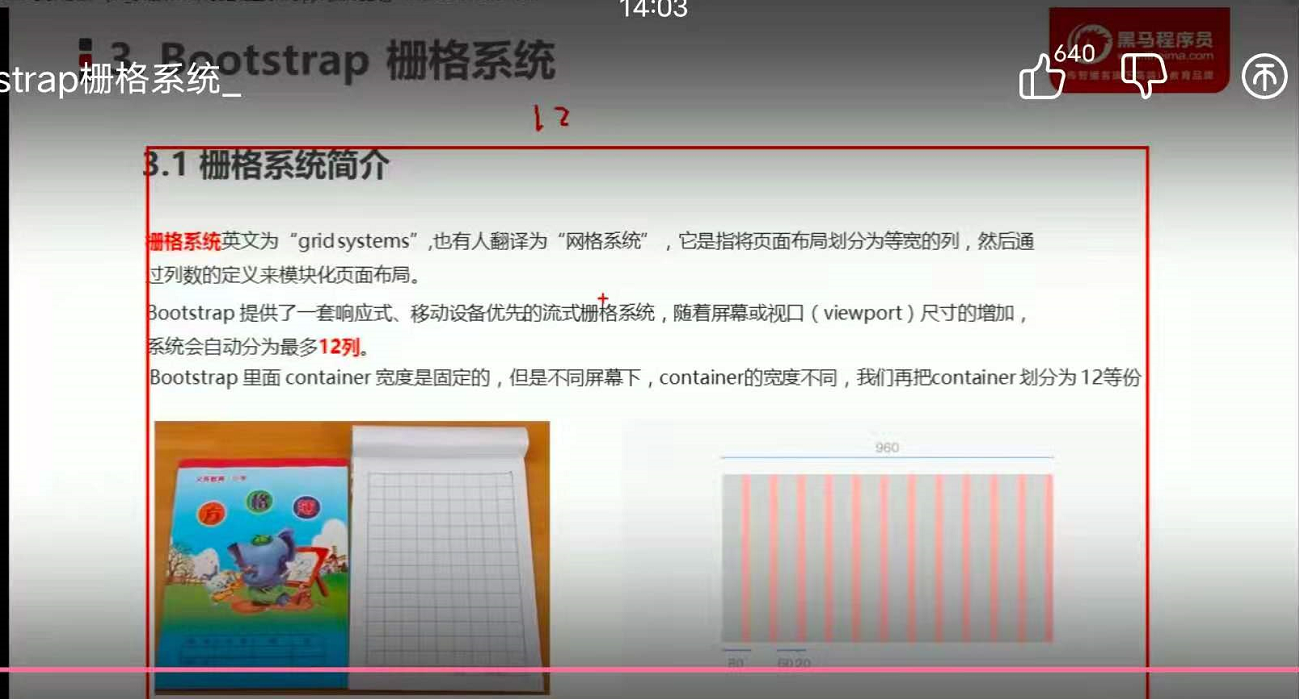 14:03
3. Bootstrap 栅格系统
strap栅格系统_
640
黑马程序员
12
3.1 栅格系统简介
栅格系统英文为“grid systems”,也有人翻译为“网格系统”，它是指将页面布局划分为等宽的列，然后通
过列数的定义来模块化页面布局。
Bootstrap 提供了一套响应式、移动设备优先的流式栅格系统，随着屏幕或视口（viewport）尺寸的增加，
系统会自动分为最多12列。
Bootstrap 里面 container 宽度是固定的，但是不同屏幕下，container的宽度不同，我们再把container 划分为 12等份
方格簿
960
80
60 20